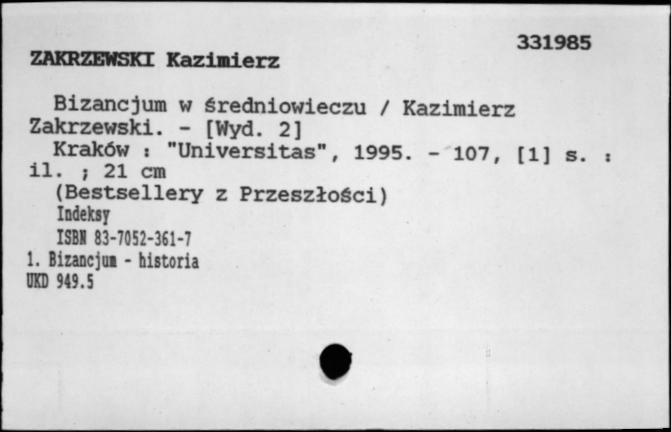 331985
ZAKRZEWSKI Kazimierz
Bizancjum w średniowieczu / Kazimierz
Zakrzewski. - [Wyd. 2]
Kraków : "Universitas", 1995. - 107, [1] s. :
il. ; 21 cm
(Bestsellery z Przeszłości)
Indeksy
ISBN 83-7052-361-7
1. Bizancjum - historia
UKD 949.5